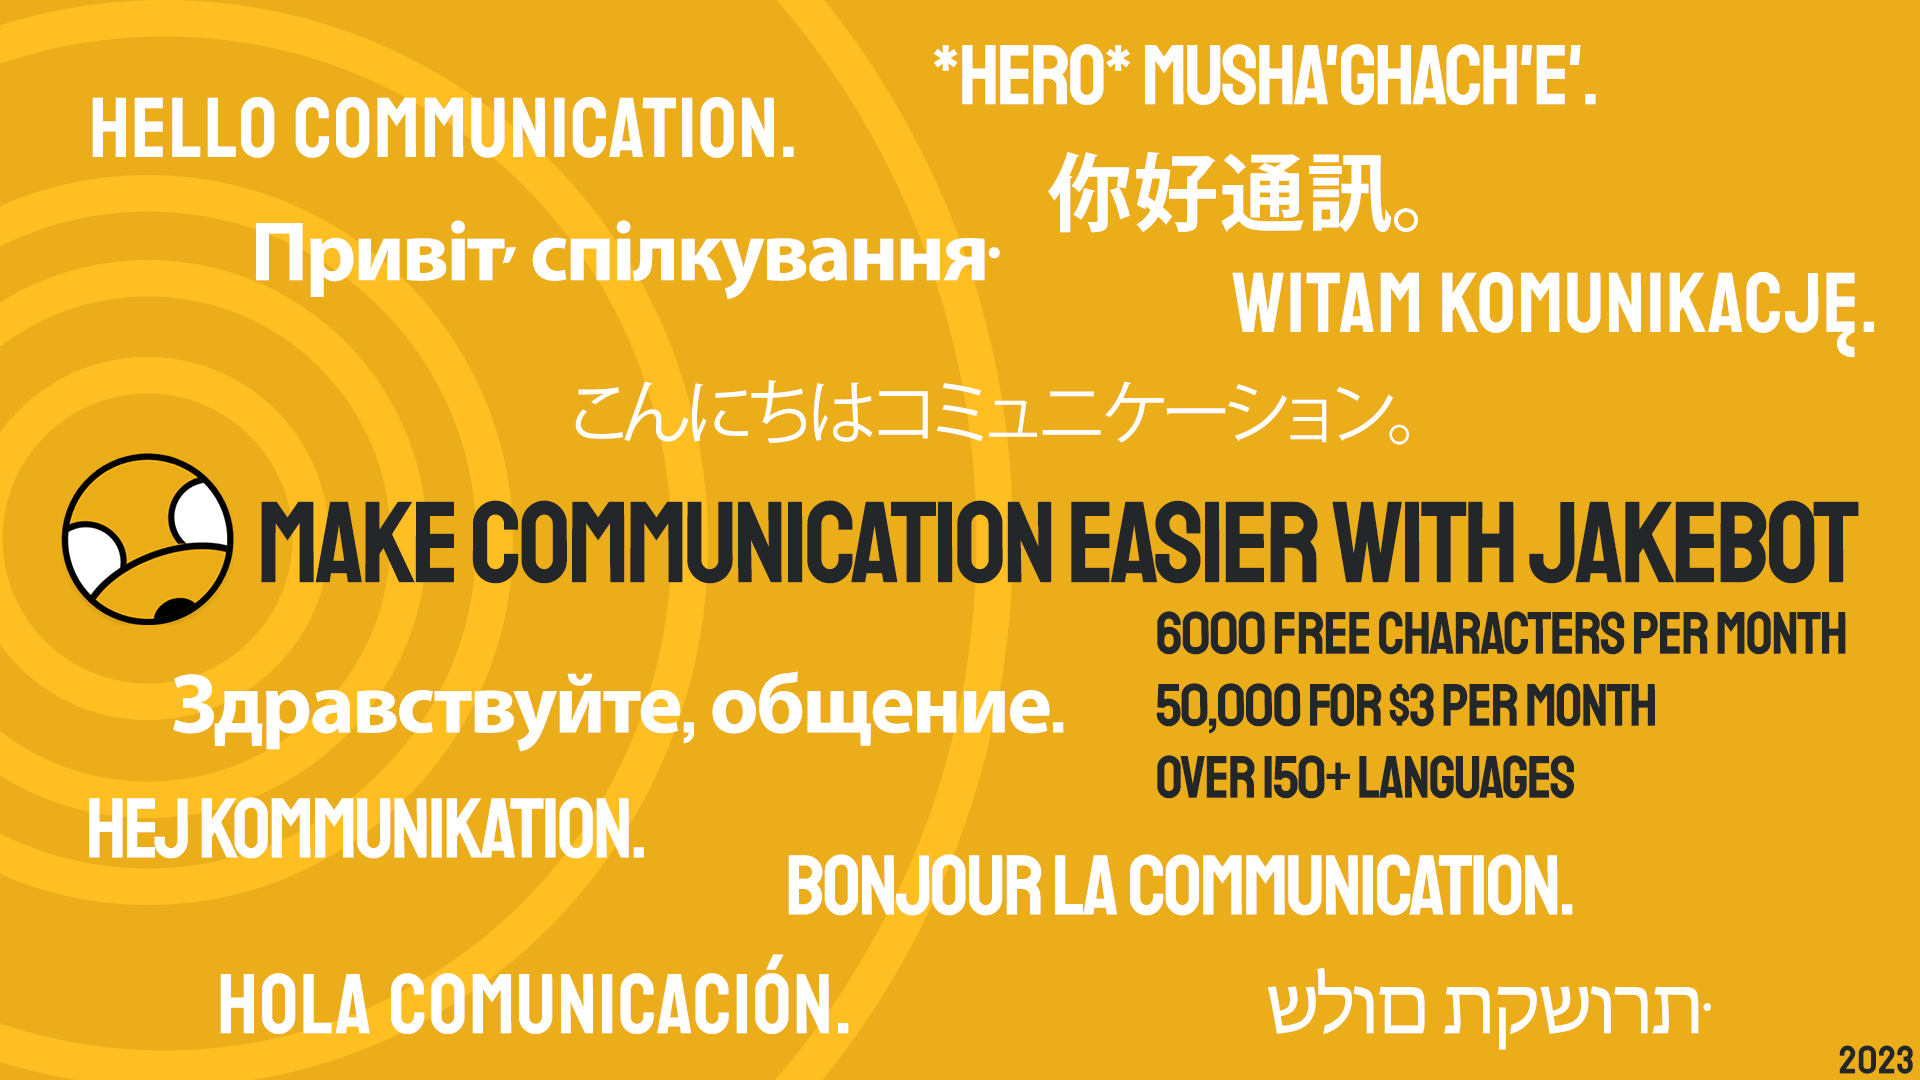 *HERO* MUSHA'GHACH'E'.
HELLO COMMUNICATION.
你好通訊。
Привіт, спілкування.
WITAM KOMUNIKACJĘ.
こんにちはコミュニケーション。
MAKE COMMUNICATION EASIER WITH JAKEBOT
6000 FREE CHARACTERS PER MONTH
50,000 FOR $3 PER MONTH
OVER 150+ LANGUAGES
Здравствуйте, общение.
HEJ KOMMUNIKATION.
BONJOUR LA COMMUNICATION.
HOLA COMUNICACIÓN.
.תרושקת םולש
2023